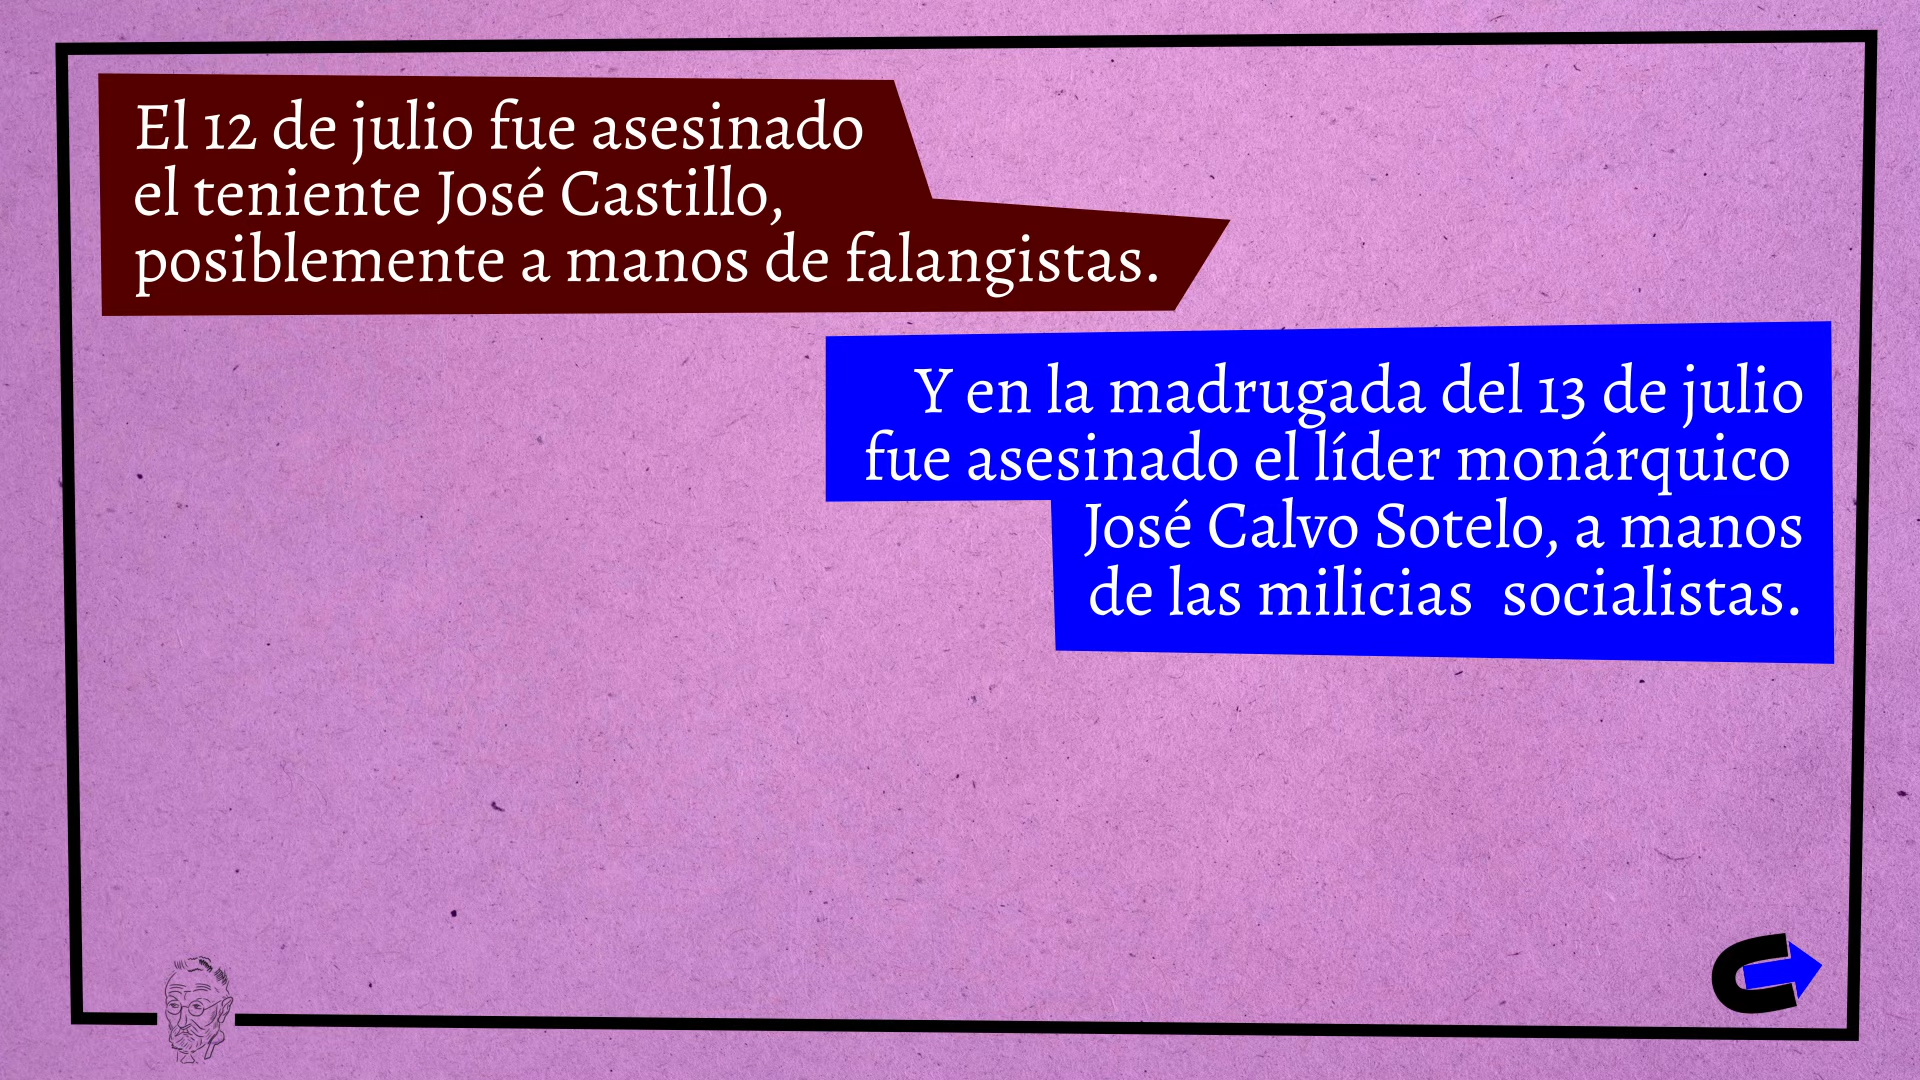 El 12 de julio fue asesinado
el teniente José Castillo,
posiblemente a manos de falangistas.
Y en la madrugada del 13 de julio
fue asesinado el líder monárquico
José Calvo Sotelo, a manos
de las milicias  socialistas.